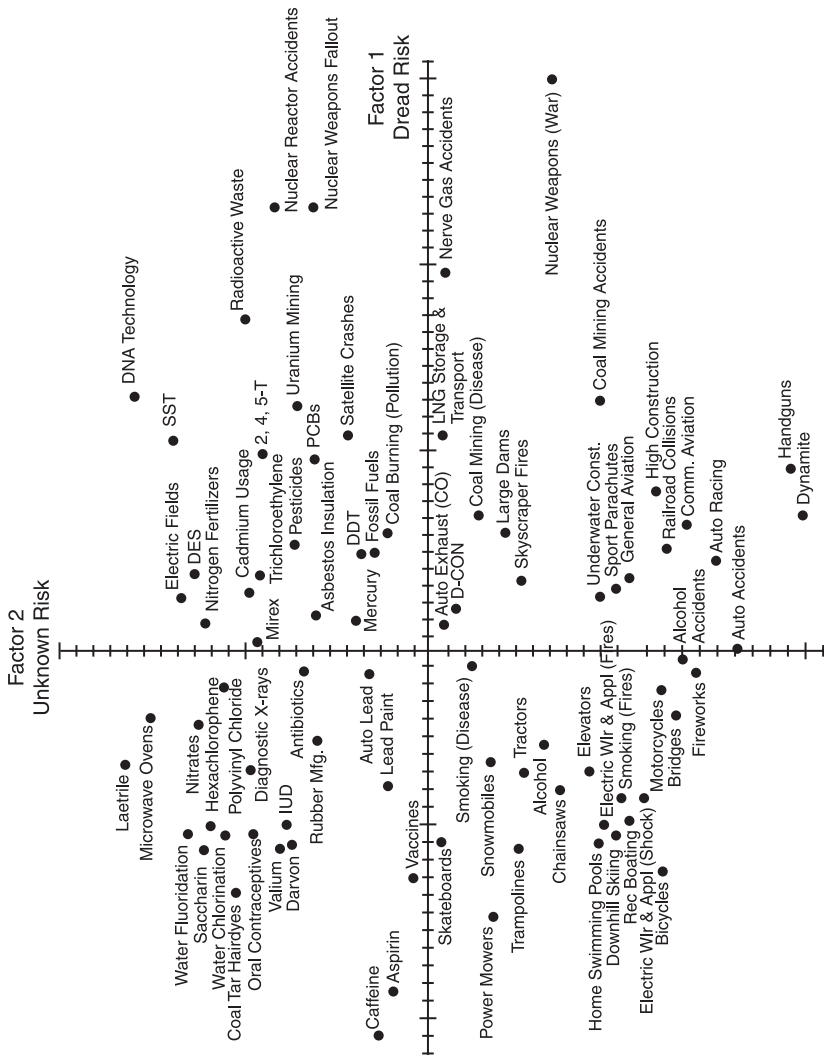 Factor 2
Unknown Risk
Factor 1
Dread Risk
Laetrile
Microwave Ovens
Water Fluoridation
Saccharin
Nitrates
Hexachlorophene
Water Chlorination
Coal Tar Hairdyes
Polyvinyl Chloride
Oral Contraceptives
Diagnostic X-rays
Valium
Darvon
IUD
Antibiotics
Rubber Mfg.
Auto Lead
Lead Paint
Caffeine
Aspirin
Vaccines
DNA Technology
SST
Electric Fields
DES
Nitrogen Fertilizers
Radioactive Waste
Cadmium Usage
Mirex
2, 4, 5-T
Trichloroethylene
Nuclear Reactor Accidents
Nuclear Weapons Fallout
Uranium Mining
Pesticides
PCBs
Asbestos Insulation
Satellite Crashes
DDT
Mercury
Fossil Fuels
Coal Burning (Pollution)
Nerve Gas Accidents
LNG Storage &
Transport
Auto Exhaust (CO)
D-CON
Coal Mining (Disease)
Large Dams
Skyscraper Fires
Nuclear Weapons (War)
Coal Mining Accidents
Underwater Const.
Sport Parachutes
General Aviation
High Construction
Railroad Collisions
Comm. Aviation
Auto Racing
Auto Accidents
Handguns
Dynamite
Skateboards
Smoking (Disease)
Power Mowers
Snowmobiles
Trampolines
Tractors
Alcohol
Chainsaws
Elevators
Home Swimming Pools
Electric Wlr & Appl (Fires)
Downhill Skiing
Smoking (Fires)
Rec Boating
Electric Wlr & Appl (Shock)
Motorcycles
Bicycles
Bridges
Alcohol
Accidents
Fireworks